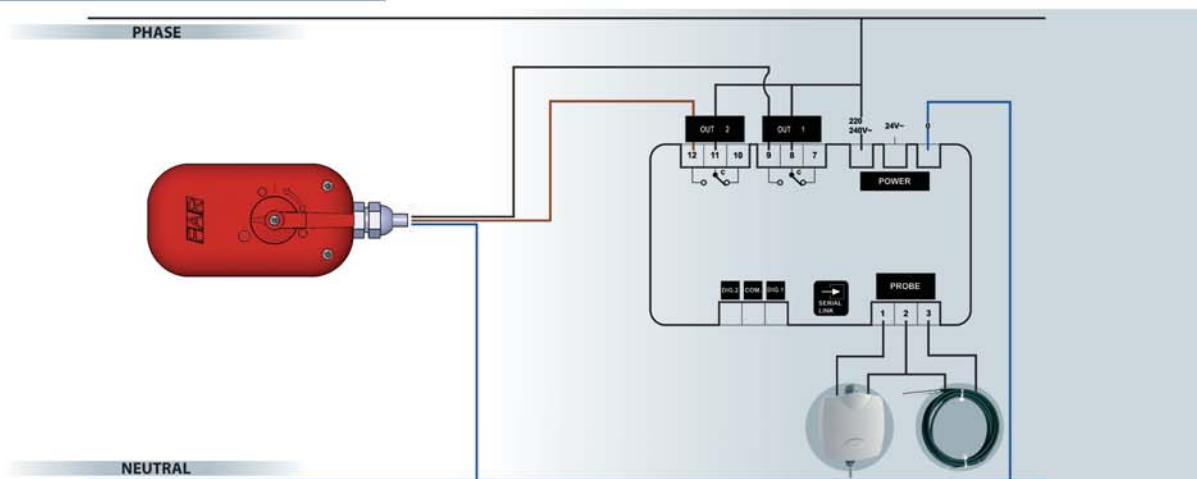 PHASE
220
240V~
24V~
0
OUT 2
OUT 1
12 11 10
9 8 7
c
c
POWER
FAR
DIG.2 COM. DIG.1
SERIAL
LINK
PROBE
1 2 3
NEUTRAL